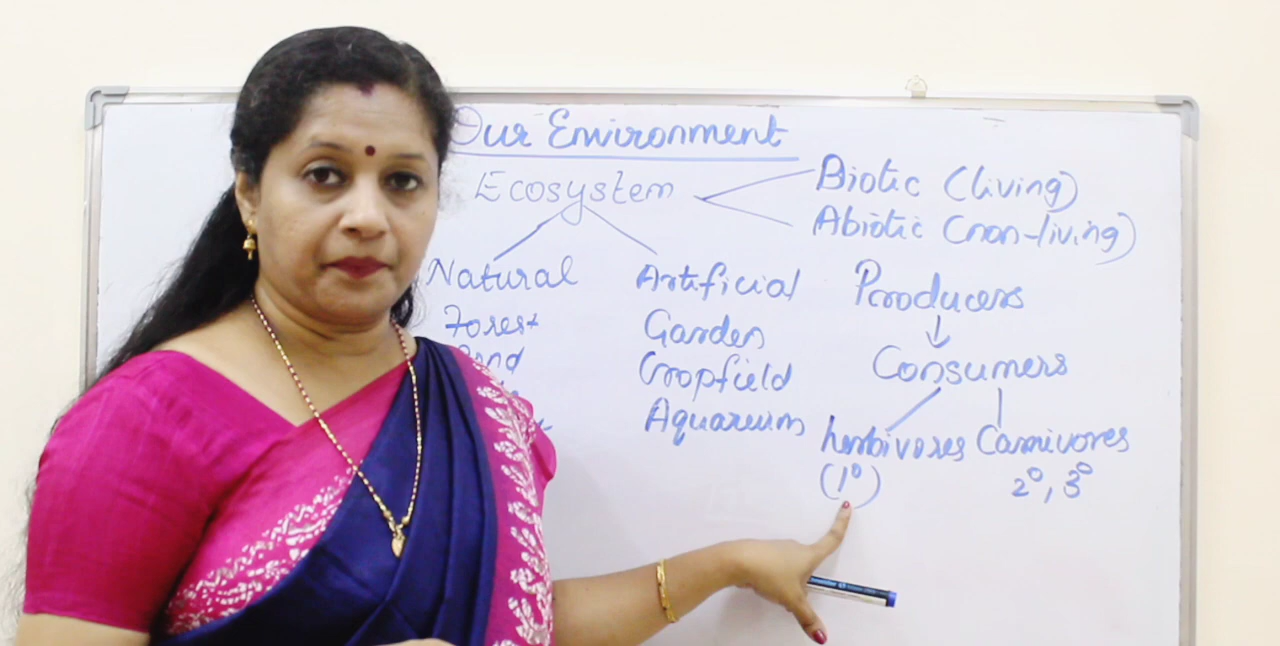 Our Environment
Ecosystem
Biotic (living)
Abiotic (non-living)
Natural
Forest
Artificial
Garden
Cropfield
Aquareium
Producers
↓
Consumers
herbivores Carnivores
(1°)
2°, 3°